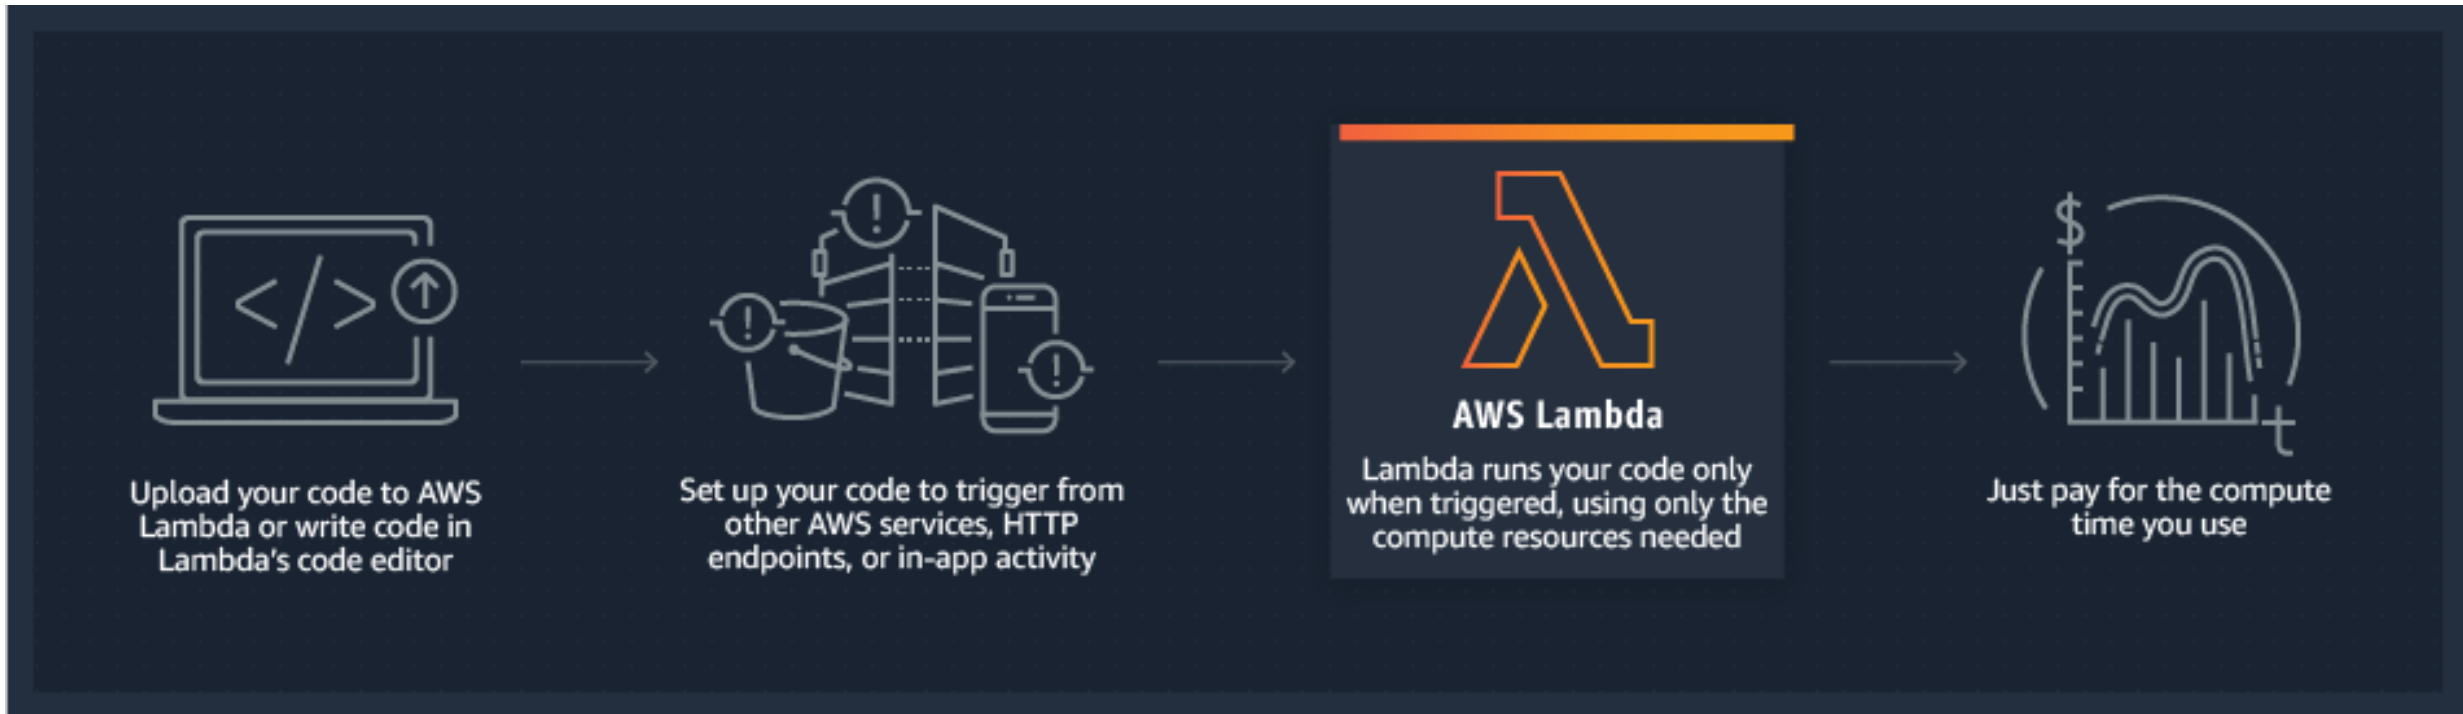 Upload your code to AWS
Lambda or write code in
Lambda's code editor
Set up your code to trigger from
other AWS services, HTTP
endpoints, or in-app activity
AWS Lambda
Lambda runs your code only
when triggered, using only the
compute resources needed
$
t
Just pay for the compute
time you use